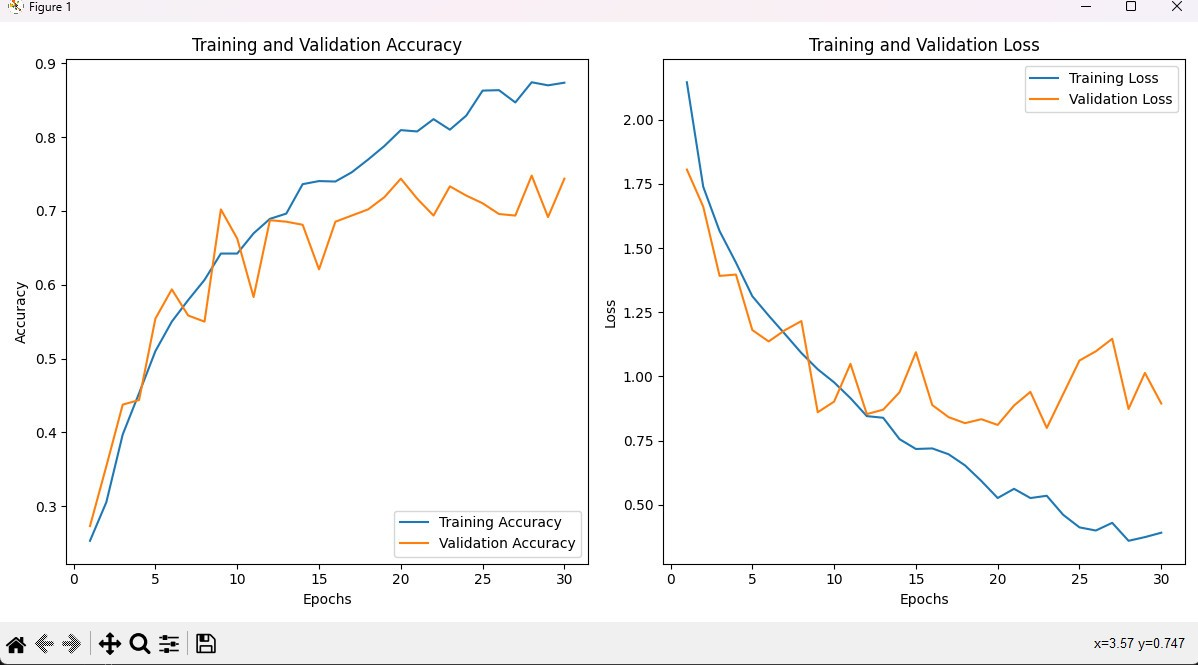 Figure 1
Training and Validation Accuracy
0.9
0.8
0.7
0.6
0.5
0.4
0.3
Accuracy
Training Accuracy
Validation Accuracy
0 5 10 15 20 25 30
Epochs
Training and Validation Loss
Training Loss
Validation Loss
2.00
1.75
1.50
1.25
1.00
0.75
0.50
Loss
0 5 10 15 20 25 30
Epochs
x=3.57 y=0.747